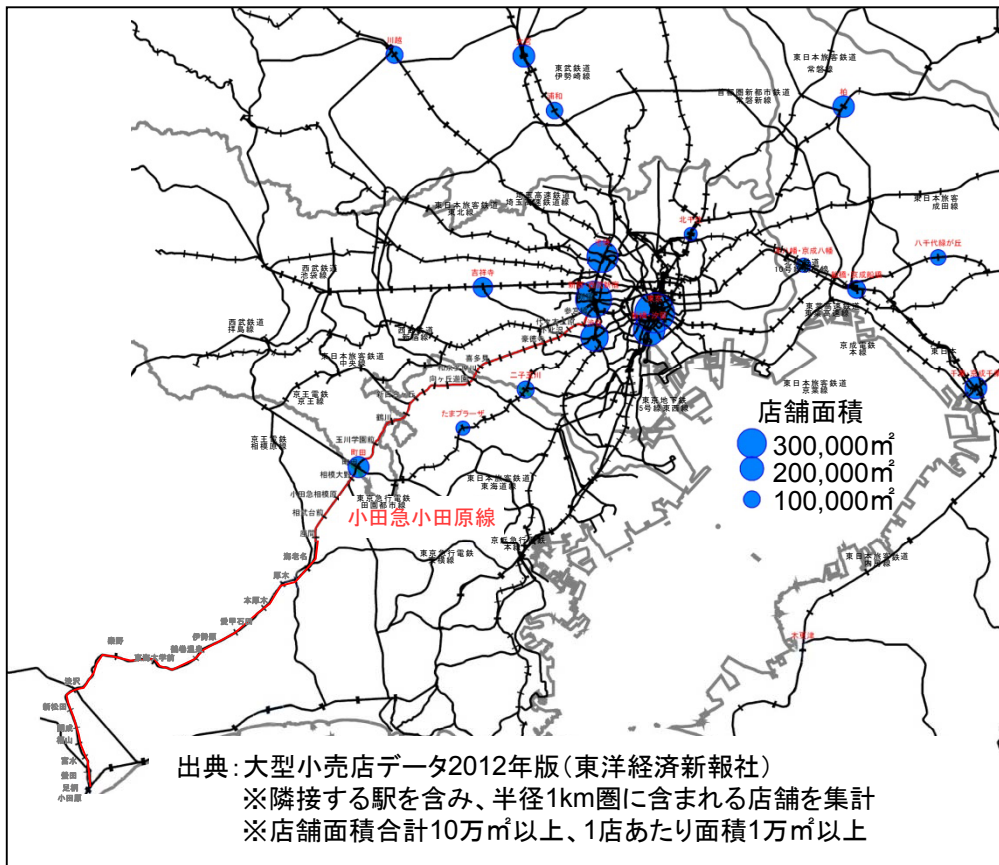 川越
東武鉄道
伊勢崎線
浦和
東日本旅客鉄道
常磐線
首都圏新都市鉄道
常磐新線
柏
東日本旅客鉄道
東北線
埼玉高速鉄道線
東日本旅客
成田線
北千
八千代緑が丘
西武鉄道
池袋線
吉祥寺
西武鉄道
拝島線
東日本旅客鉄道
中央線
京王電鉄
京王線
京王電鉄
相模原線
喜多見
向ヶ丘遊園
鶴川
玉川学園前
町田
相模大野
小田急相模原
相武台前
座間
海老名
厚木
本厚木
愛甲石田
伊勢原
鶴巻温泉
東海大学前
秦野
渋沢
新松田
開成
栢山
富水
螢田
足柄
小田原
二子玉川
たまプラーザ
東京地下鉄
5号線東西線
東葉高速鉄道
東葉高速線
京成電鉄
本線
東日本
東日本旅客鉄道
京葉線
東日本旅客鉄道
東海道線
東京急行電鉄
田園都市線
小田急小田原線
京浜急行電鉄
本線
東京急行電鉄
東日本旅客鉄道
内房線
木更津
店舗面積
300,000㎡
200,000㎡
100,000㎡
出典：大型小売店データ2012年版（東洋経済新報社）
※隣接する駅を含み、半径1km圏に含まれる店舗を集計
※店舗面積合計10万㎡以上、1店あたり面積1万㎡以上